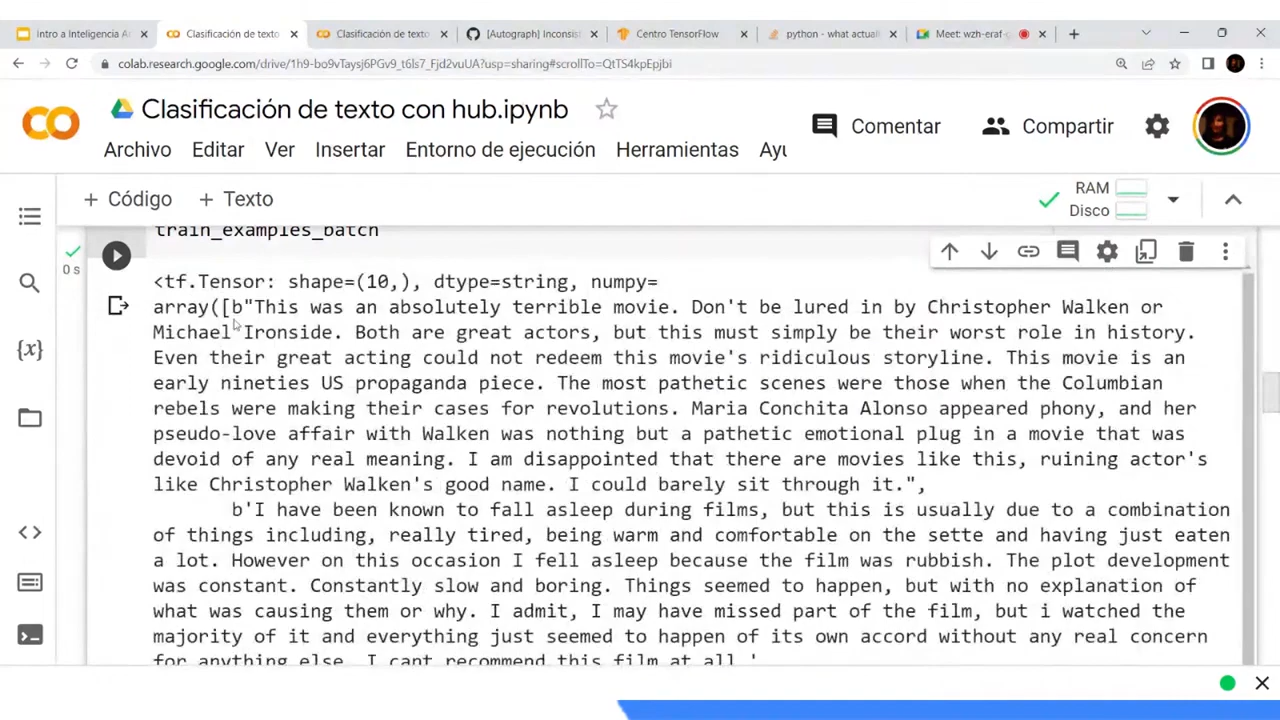 intro a Inteligencia A
Clasificación de texto
Clasificación de texto
[Autograph] Inconsis
Centro TensorFlow
python - what actual
Meet: wzh-eraf-
colab.research.google.com/drive/1h9-bo9vTaysj6PGv9_t6ls7_Fjd2vuUA?usp=sharing#scrollTo=QtTS4kpEpjbi
Clasificación de texto con hub.ipynb
Comentar
Compartir
Archivo Editar Ver Insertar Entorno de ejecución Herramientas Ayu
+ Código + Texto
RAM
Disco
train_examples_batch
0 s
<tf.Tensor: shape=(10,), dtype=string, numpy=
array([b"This was an absolutely terrible movie. Don't be lured in by Christopher Walken or
Michael Ironside. Both are great actors, but this must simply be their worst role in history.
Even their great acting could not redeem this movie's ridiculous storyline. This movie is an
early nineties US propaganda piece. The most pathetic scenes were those when the Columbian
rebels were making their cases for revolutions. Maria Conchita Alonso appeared phony, and her
pseudo-love affair with Walken was nothing but a pathetic emotional plug in a movie that was
devoid of any real meaning. I am disappointed that there are movies like this, ruining actor's
like Christopher Walken's good name. I could barely sit through it.",
b'I have been known to fall asleep during films, but this is usually due to a combination
of things including, really tired, being warm and comfortable on the sette and having just eaten
a lot. However on this occasion I fell asleep because the film was rubbish. The plot development
was constant. Constantly slow and boring. Things seemed to happen, but with no explanation of
what was causing them or why. I admit, I may have missed part of the film, but i watched the
majority of it and everything just seemed to happen of its own accord without any real concern
for anything else. I cant recommend this film at all.'